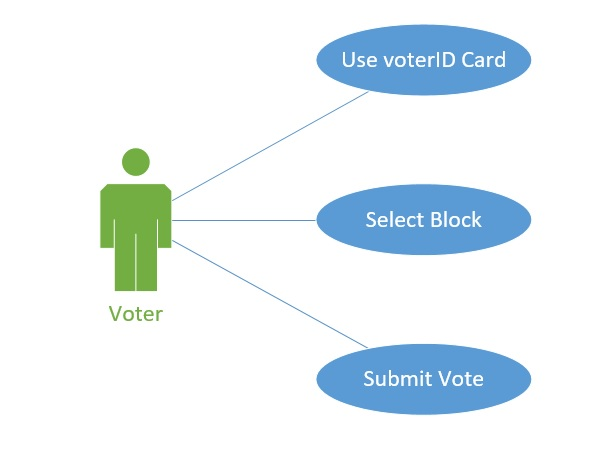 Use voterID Card
Select Block
Voter
Submit Vote